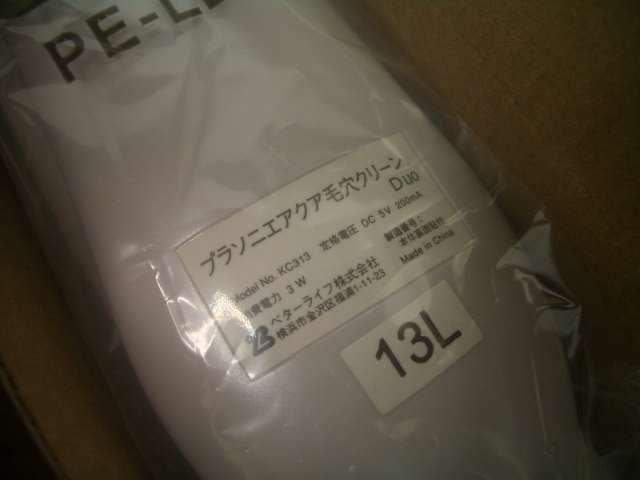 PE-L
プラソニエアクア毛穴クリーン
DUO
Model No. KC313 定格電圧 DC 5V 200mA
消費電力 3 W 製造番号:
本体裏面貼付
ベターライフ株式会社 Made in China
横浜市金沢区福浦1-11-23
13L